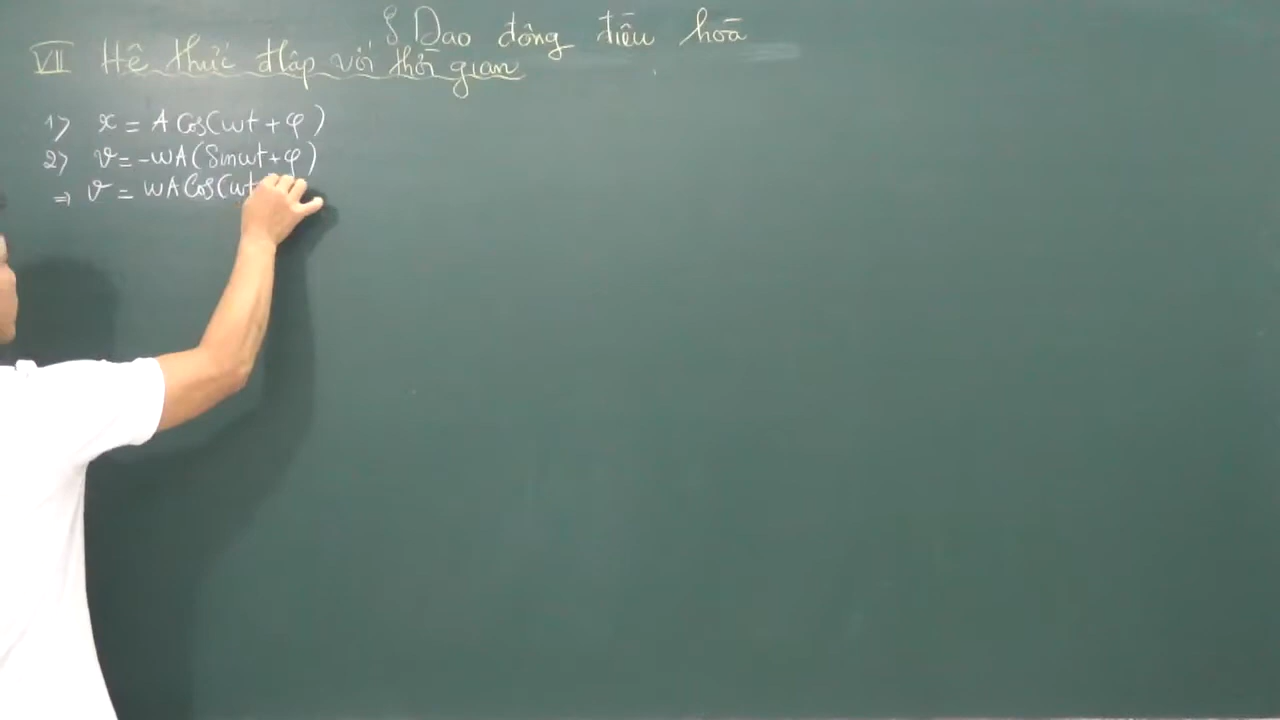 § Dao động điều hoà
VII Hệ thức độc lập với thời gian
1) x = A Cos(ωt + φ)
2) v = -ωA(Sinωt + φ)
⇒ v = ωA Cos(ωt